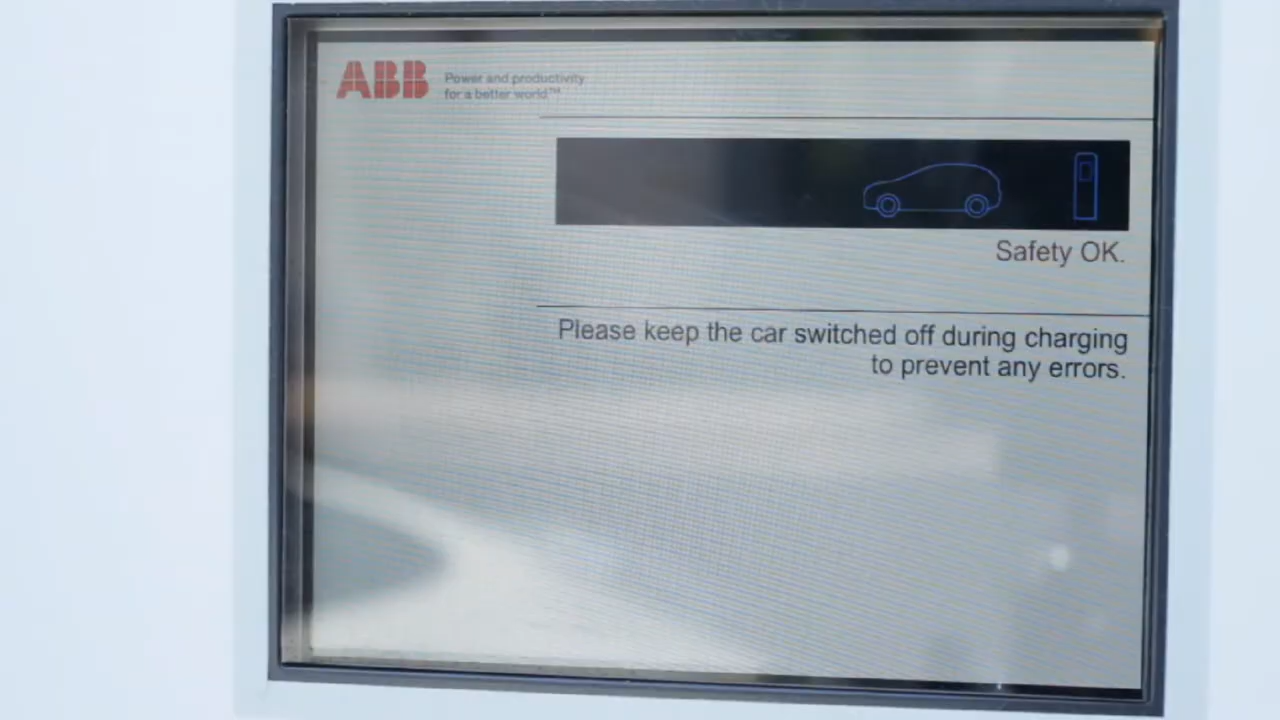 ABB
Power and productivity
for a better world™
Safety OK.
Please keep the car switched off during charging
to prevent any errors.